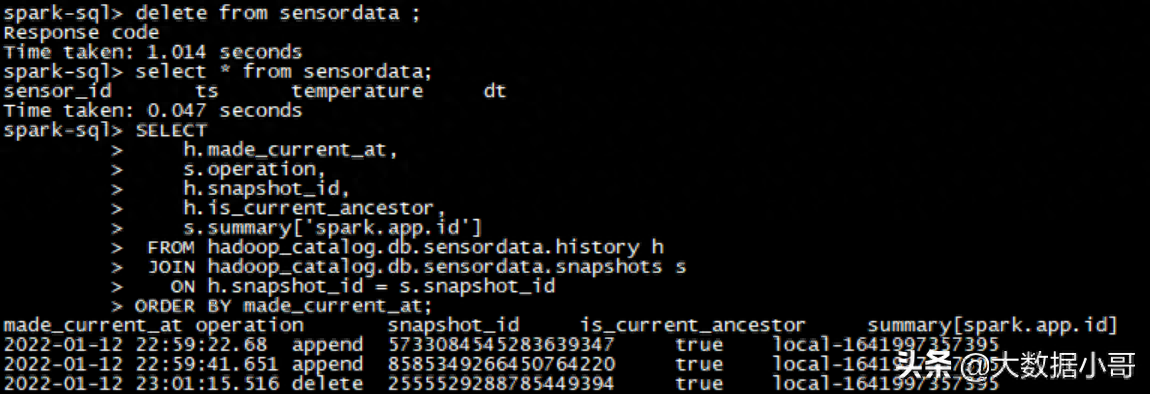 spark-sql> delete from sensordata ;
Response code
Time taken: 1.014 seconds
spark-sql> select * from sensordata;
sensor_id ts temperature dt
Time taken: 0.047 seconds
spark-sql> SELECT
> h.made_current_at,
> s.operation,
> h.snapshot_id,
> h.is_current_ancestor,
> s.summary['spark.app.id']
> FROM hadoop_catalog.db.sensordata.history h
> JOIN hadoop_catalog.db.sensordata.snapshots s
> ON h.snapshot_id = s.snapshot_id
> ORDER BY made_current_at;
made_current_at operation snapshot_id is_current_ancestor summary[spark.app.id]
2022-01-12 22:59:22.68 append 5733084545283639347 true local-1641997357395
2022-01-12 22:59:41.651 append 8585349266450764220 true local-1641997357395
2022-01-12 23:01:15.516 delete 2555529288785449394 true local-1641997357395
头条 @大数据小哥